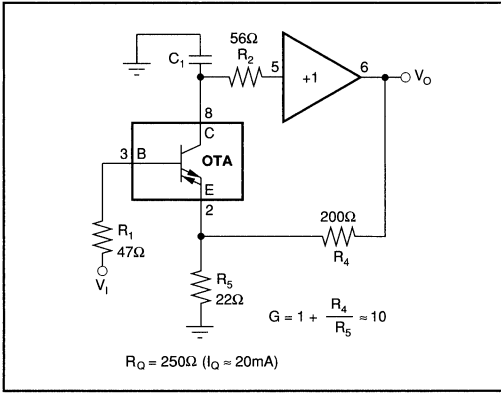 56Ω
R2
C1
5
+1
6
VO
8
C
3
B
OTA
E
2
R1
47Ω
VI
200Ω
R4
R5
22Ω
G = 1 + R4/R5 ≈ 10
RQ = 250Ω (IQ ≈ 20mA)